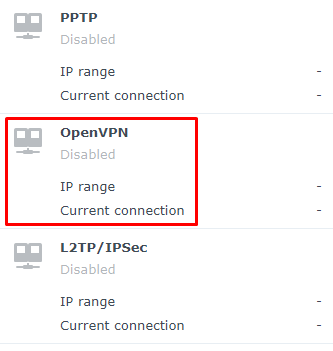 PPTP
Disabled
IP range -
Current connection -
OpenVPN
Disabled
IP range -
Current connection -
L2TP/IPSec
Disabled
IP range -
Current connection -